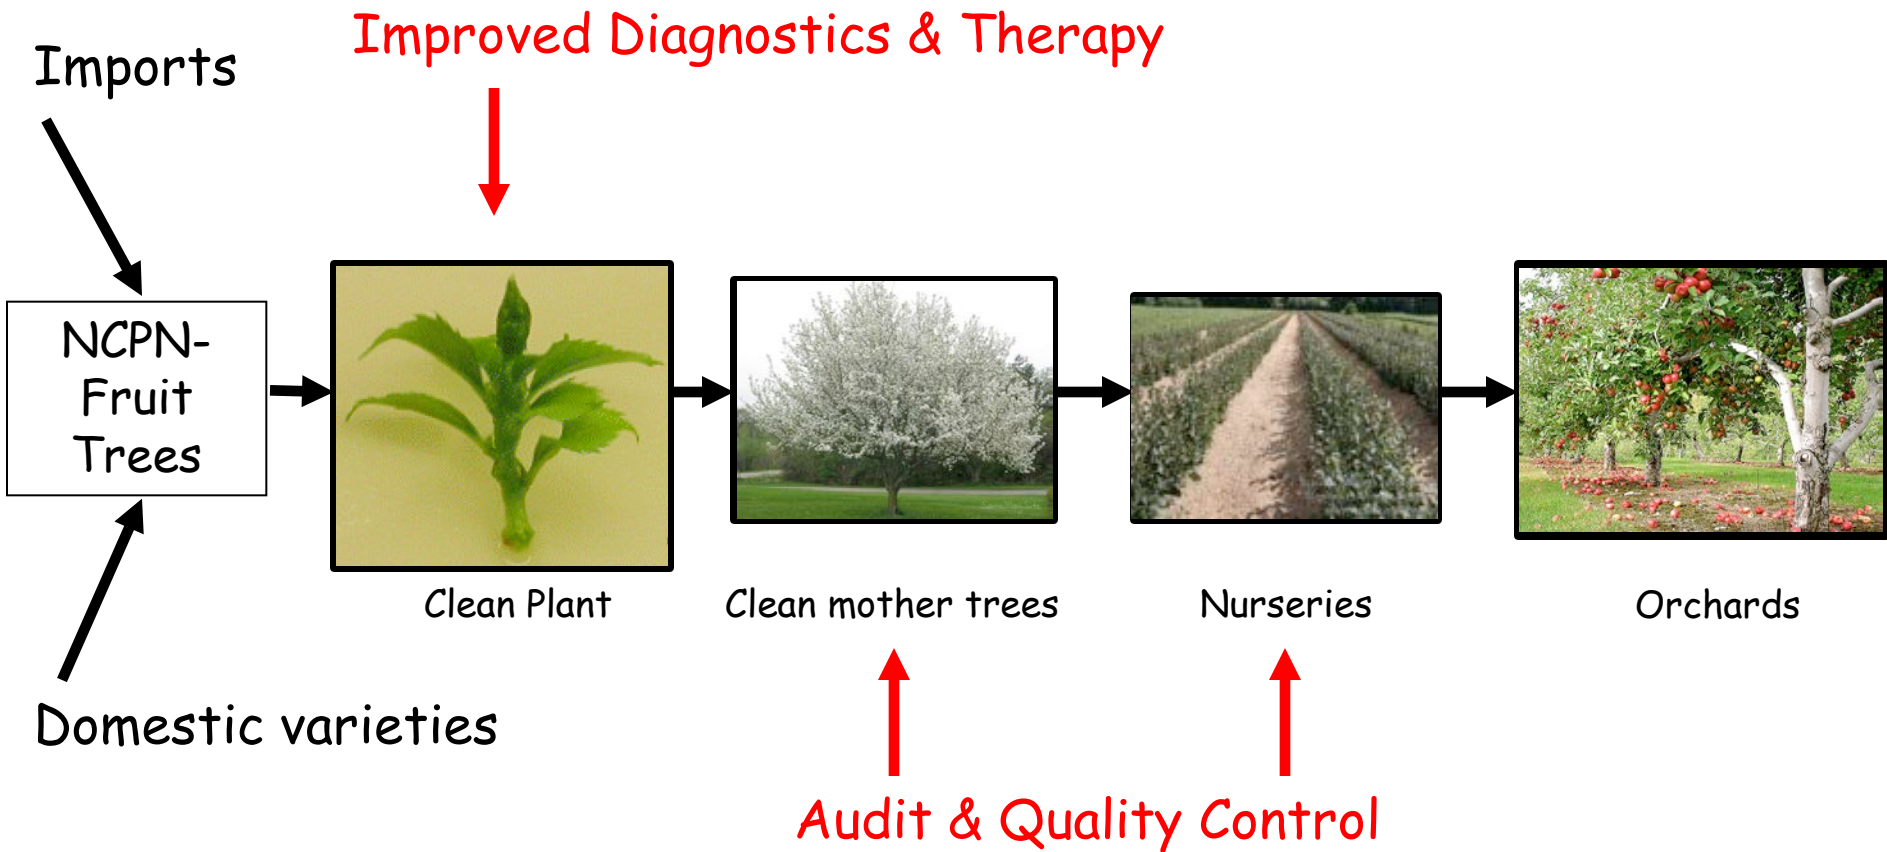 Improved Diagnostics & Therapy
Imports
NCPN-
Fruit
Trees
Clean Plant
Clean mother trees
Nurseries
Orchards
Domestic varieties
Audit & Quality Control